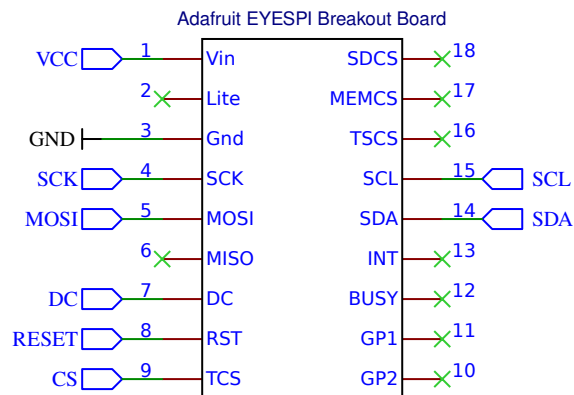 Adafruit EYESPI Breakout Board
VCC 1 Vin SDCS 18
2 Lite MEMCS 17
GND 3 Gnd TSCS 16
SCK 4 SCK SCL 15 SCL
MOSI 5 MOSI SDA 14 SDA
6 MISO INT 13
DC 7 DC BUSY 12
RESET 8 RST GP1 11
CS 9 TCS GP2 10